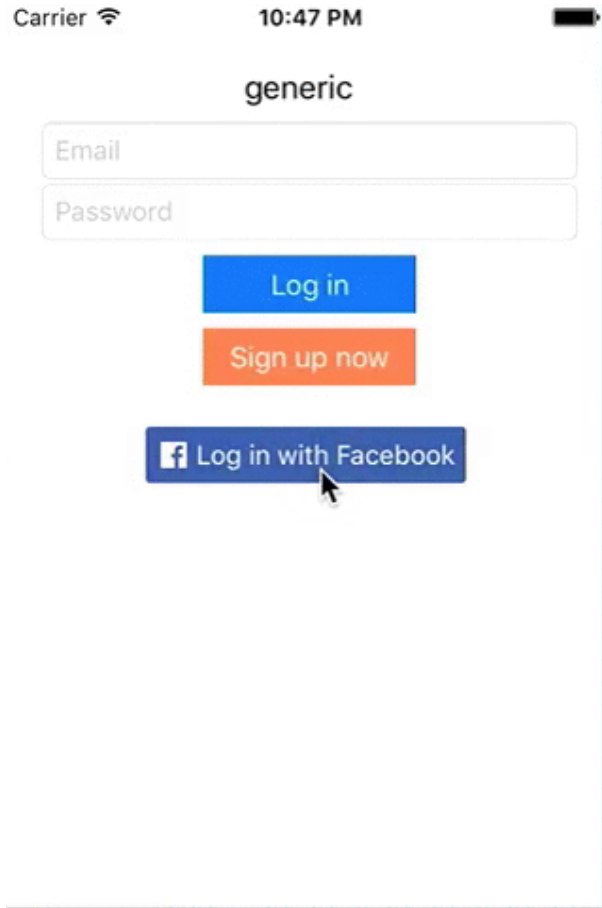 Carrier 10:47 PM
generic
Email
Password
Log in
Sign up now
f Log in with Facebook